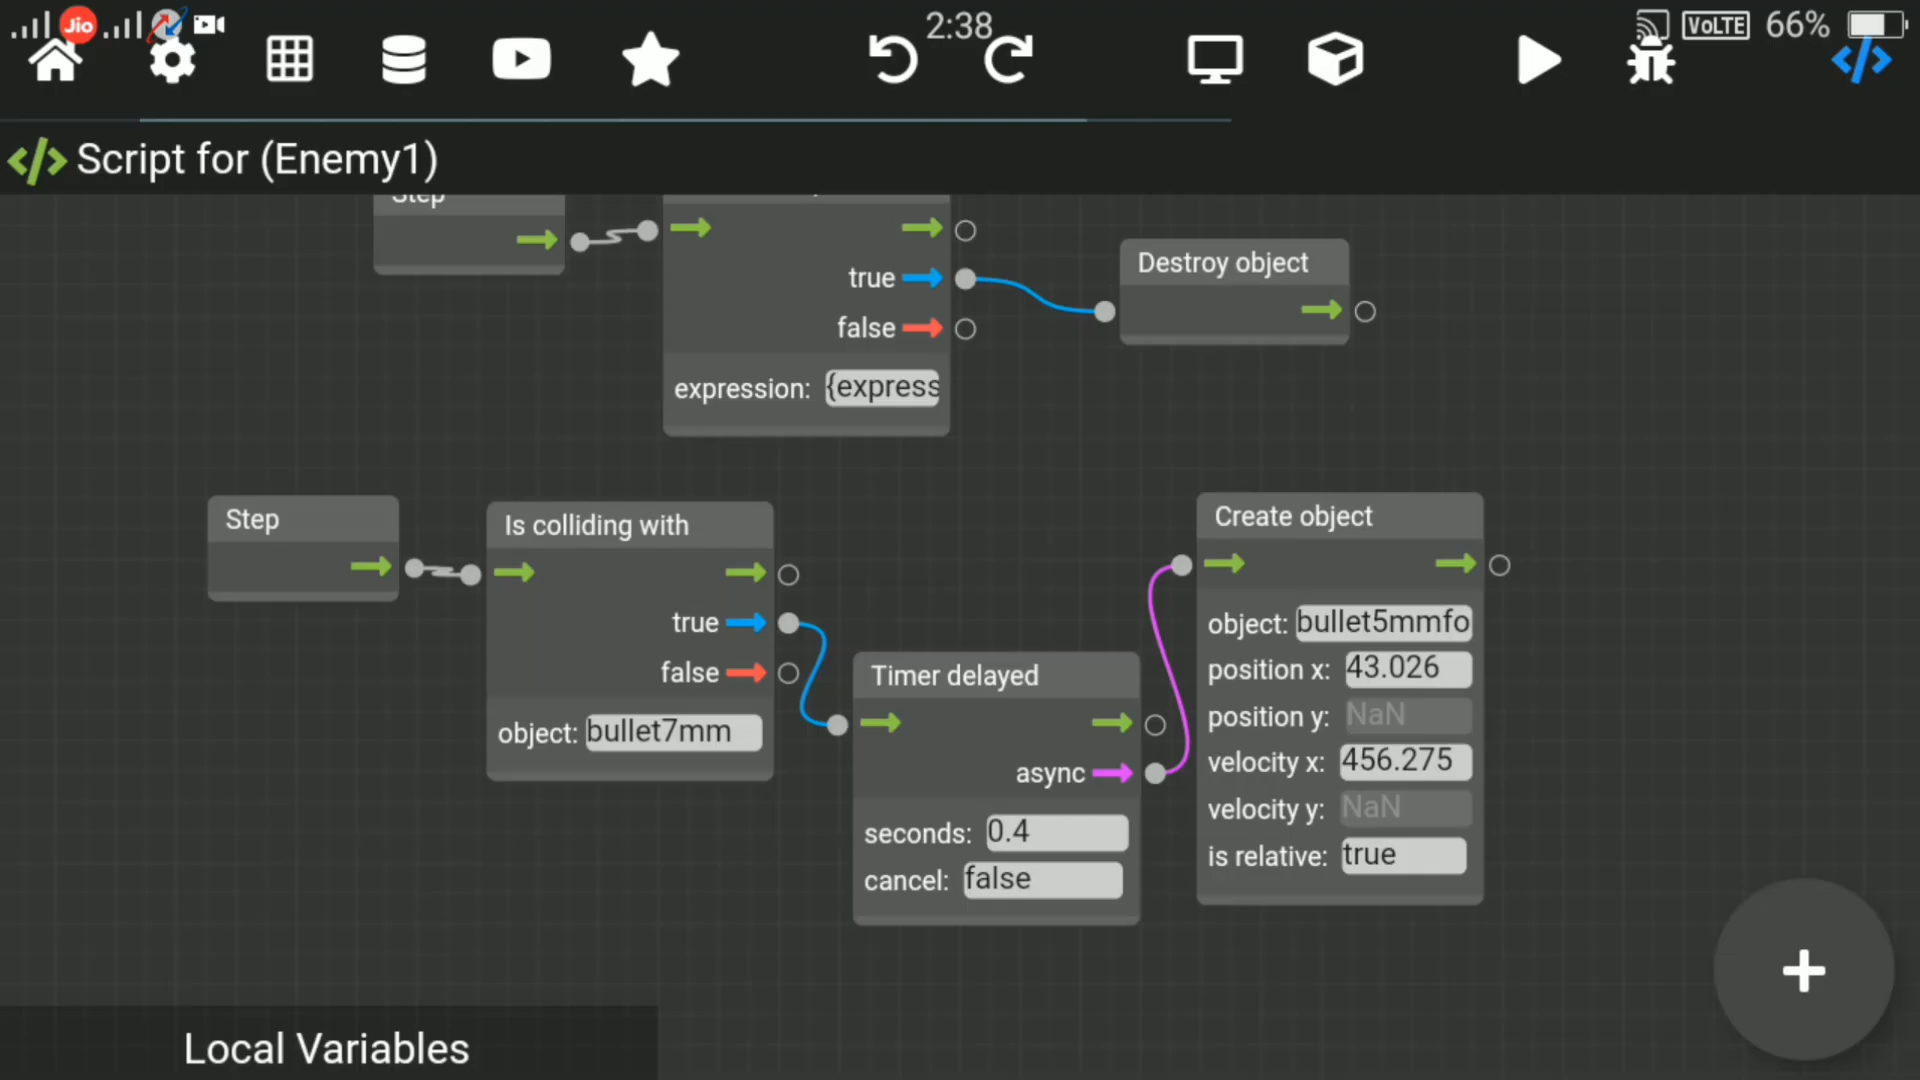 Jio
2:38
VoLTE 66%
</>
</> Script for (Enemy1)
Step
true
false
expression: {express
Destroy object
Step
Is colliding with
true
false
object: bullet7mm
Timer delayed
async
seconds: 0.4
cancel: false
Create object
object: bullet5mmfo
position x: 43.026
position y: NaN
velocity x: 456.275
velocity y: NaN
is relative: true
+
Local Variables